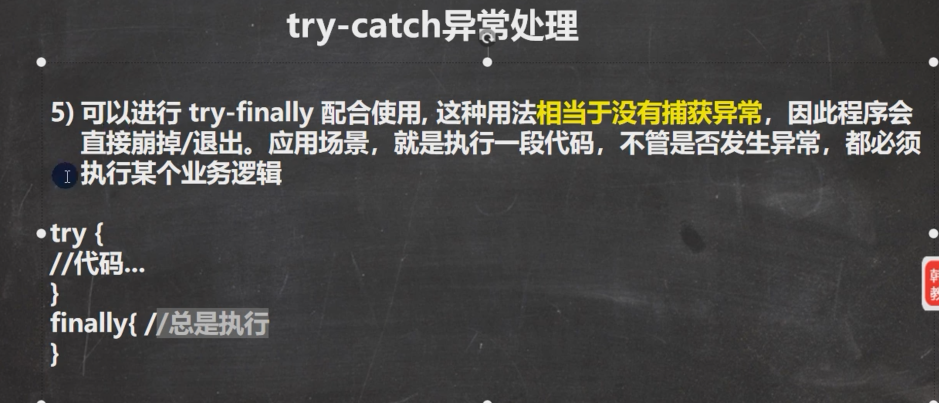 try-catch异常处理
5) 可以进行 try-finally 配合使用, 这种用法相当于没有捕获异常，因此程序会
直接崩掉/退出。应用场景，就是执行一段代码，不管是否发生异常，都必须
执行某个业务逻辑
try {
//代码...
}
finally{ //总是执行
}
韩
教